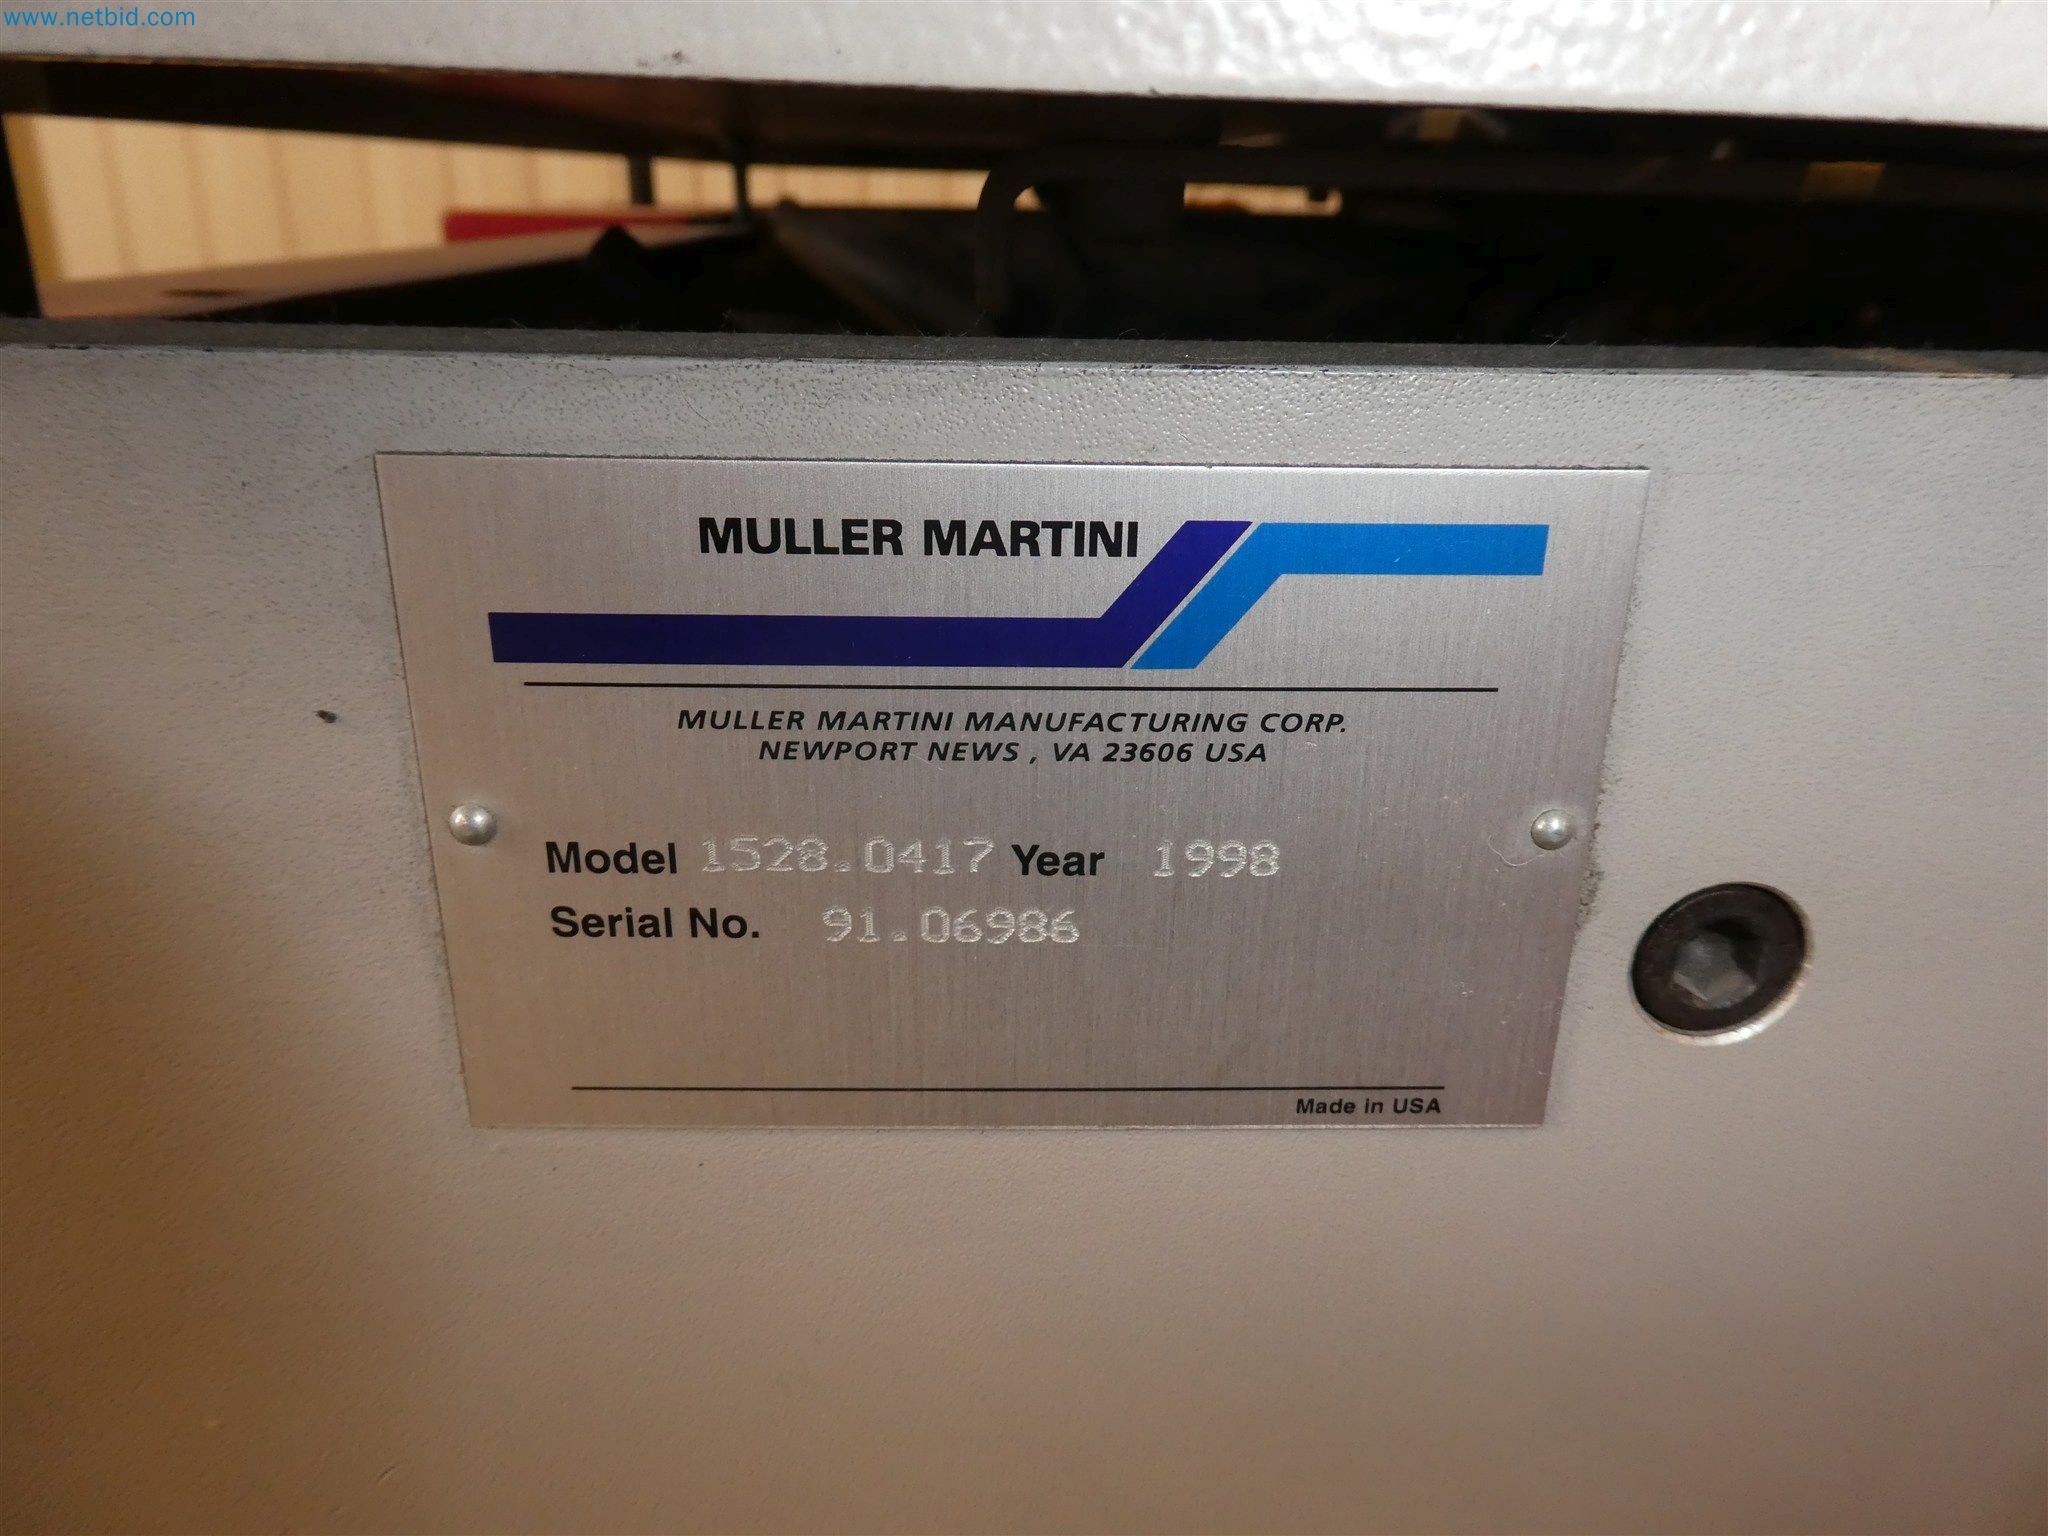 www.netbid.com
MULLER MARTINI
MULLER MARTINI MANUFACTURING CORP.
NEWPORT NEWS , VA 23606 USA
Model 1528.0417 Year 1998
Serial No. 91.06986
Made in USA